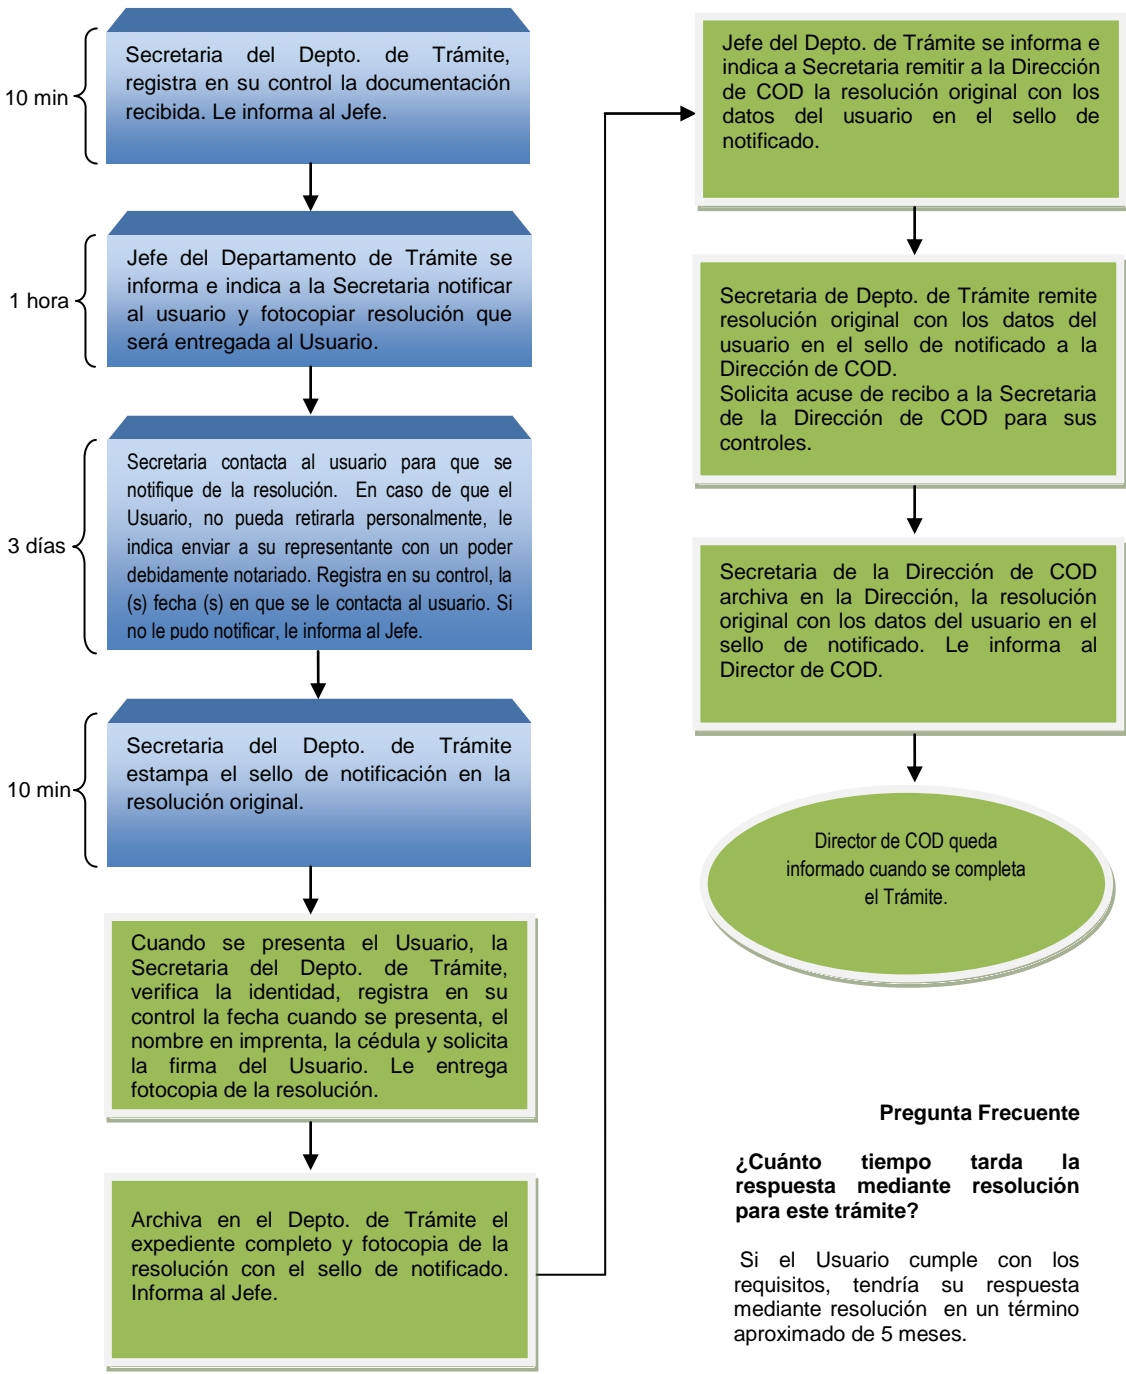 10 min
Secretaria del Depto. de Trámite,
registra en su control la documentación
recibida. Le informa al Jefe.
1 hora
Jefe del Departamento de Trámite se
informa e indica a la Secretaria notificar
al usuario y fotocopiar resolución que
será entregada al Usuario.
3 días
Secretaria contacta al usuario para que se
notifique de la resolución. En caso de que el
Usuario, no pueda retirarla personalmente, le
indica enviar a su representante con un poder
debidamente notariado. Registra en su control, la
(s) fecha (s) en que se le contacta al usuario. Si
no le pudo notificar, le informa al Jefe.
10 min
Secretaria del Depto. de Trámite
estampa el sello de notificación en la
resolución original.
Cuando se presenta el Usuario, la
Secretaria del Depto. de Trámite,
verifica la identidad, registra en su
control la fecha cuando se presenta, el
nombre en imprenta, la cédula y solicita
la firma del Usuario. Le entrega
fotocopia de la resolución.
Archiva en el Depto. de Trámite el
expediente completo y fotocopia de la
resolución con el sello de notificado.
Informa al Jefe.
Jefe del Depto. de Trámite se informa e
indica a Secretaria remitir a la Dirección
de COD la resolución original con los
datos del usuario en el sello de
notificado.
Secretaria de Depto. de Trámite remite
resolución original con los datos del
usuario en el sello de notificado a la
Dirección de COD.
Solicita acuse de recibo a la Secretaria
de la Dirección de COD para sus
controles.
Secretaria de la Dirección de COD
archiva en la Dirección, la resolución
original con los datos del usuario en el
sello de notificado. Le informa al
Director de COD.
Director de COD queda
informado cuando se completa
el Trámite.
Pregunta Frecuente
¿Cuánto tiempo tarda la
respuesta mediante resolución
para este trámite?
Si el Usuario cumple con los
requisitos, tendría su respuesta
mediante resolución en un término
aproximado de 5 meses.